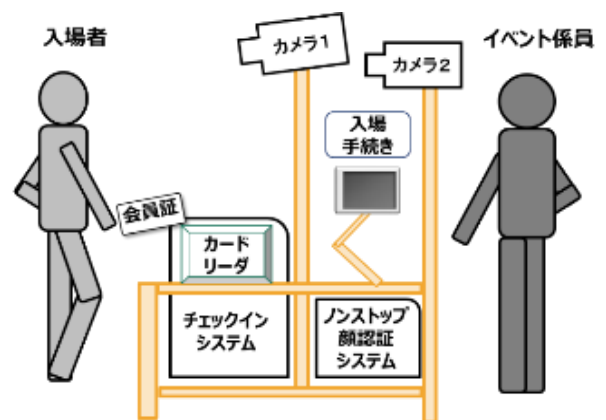 入場者
カメラ1
カメラ2
イベント係員
入場
手続き
会員証
カード
リーダ
チェックイン
システム
ノンストップ
顔認証
システム